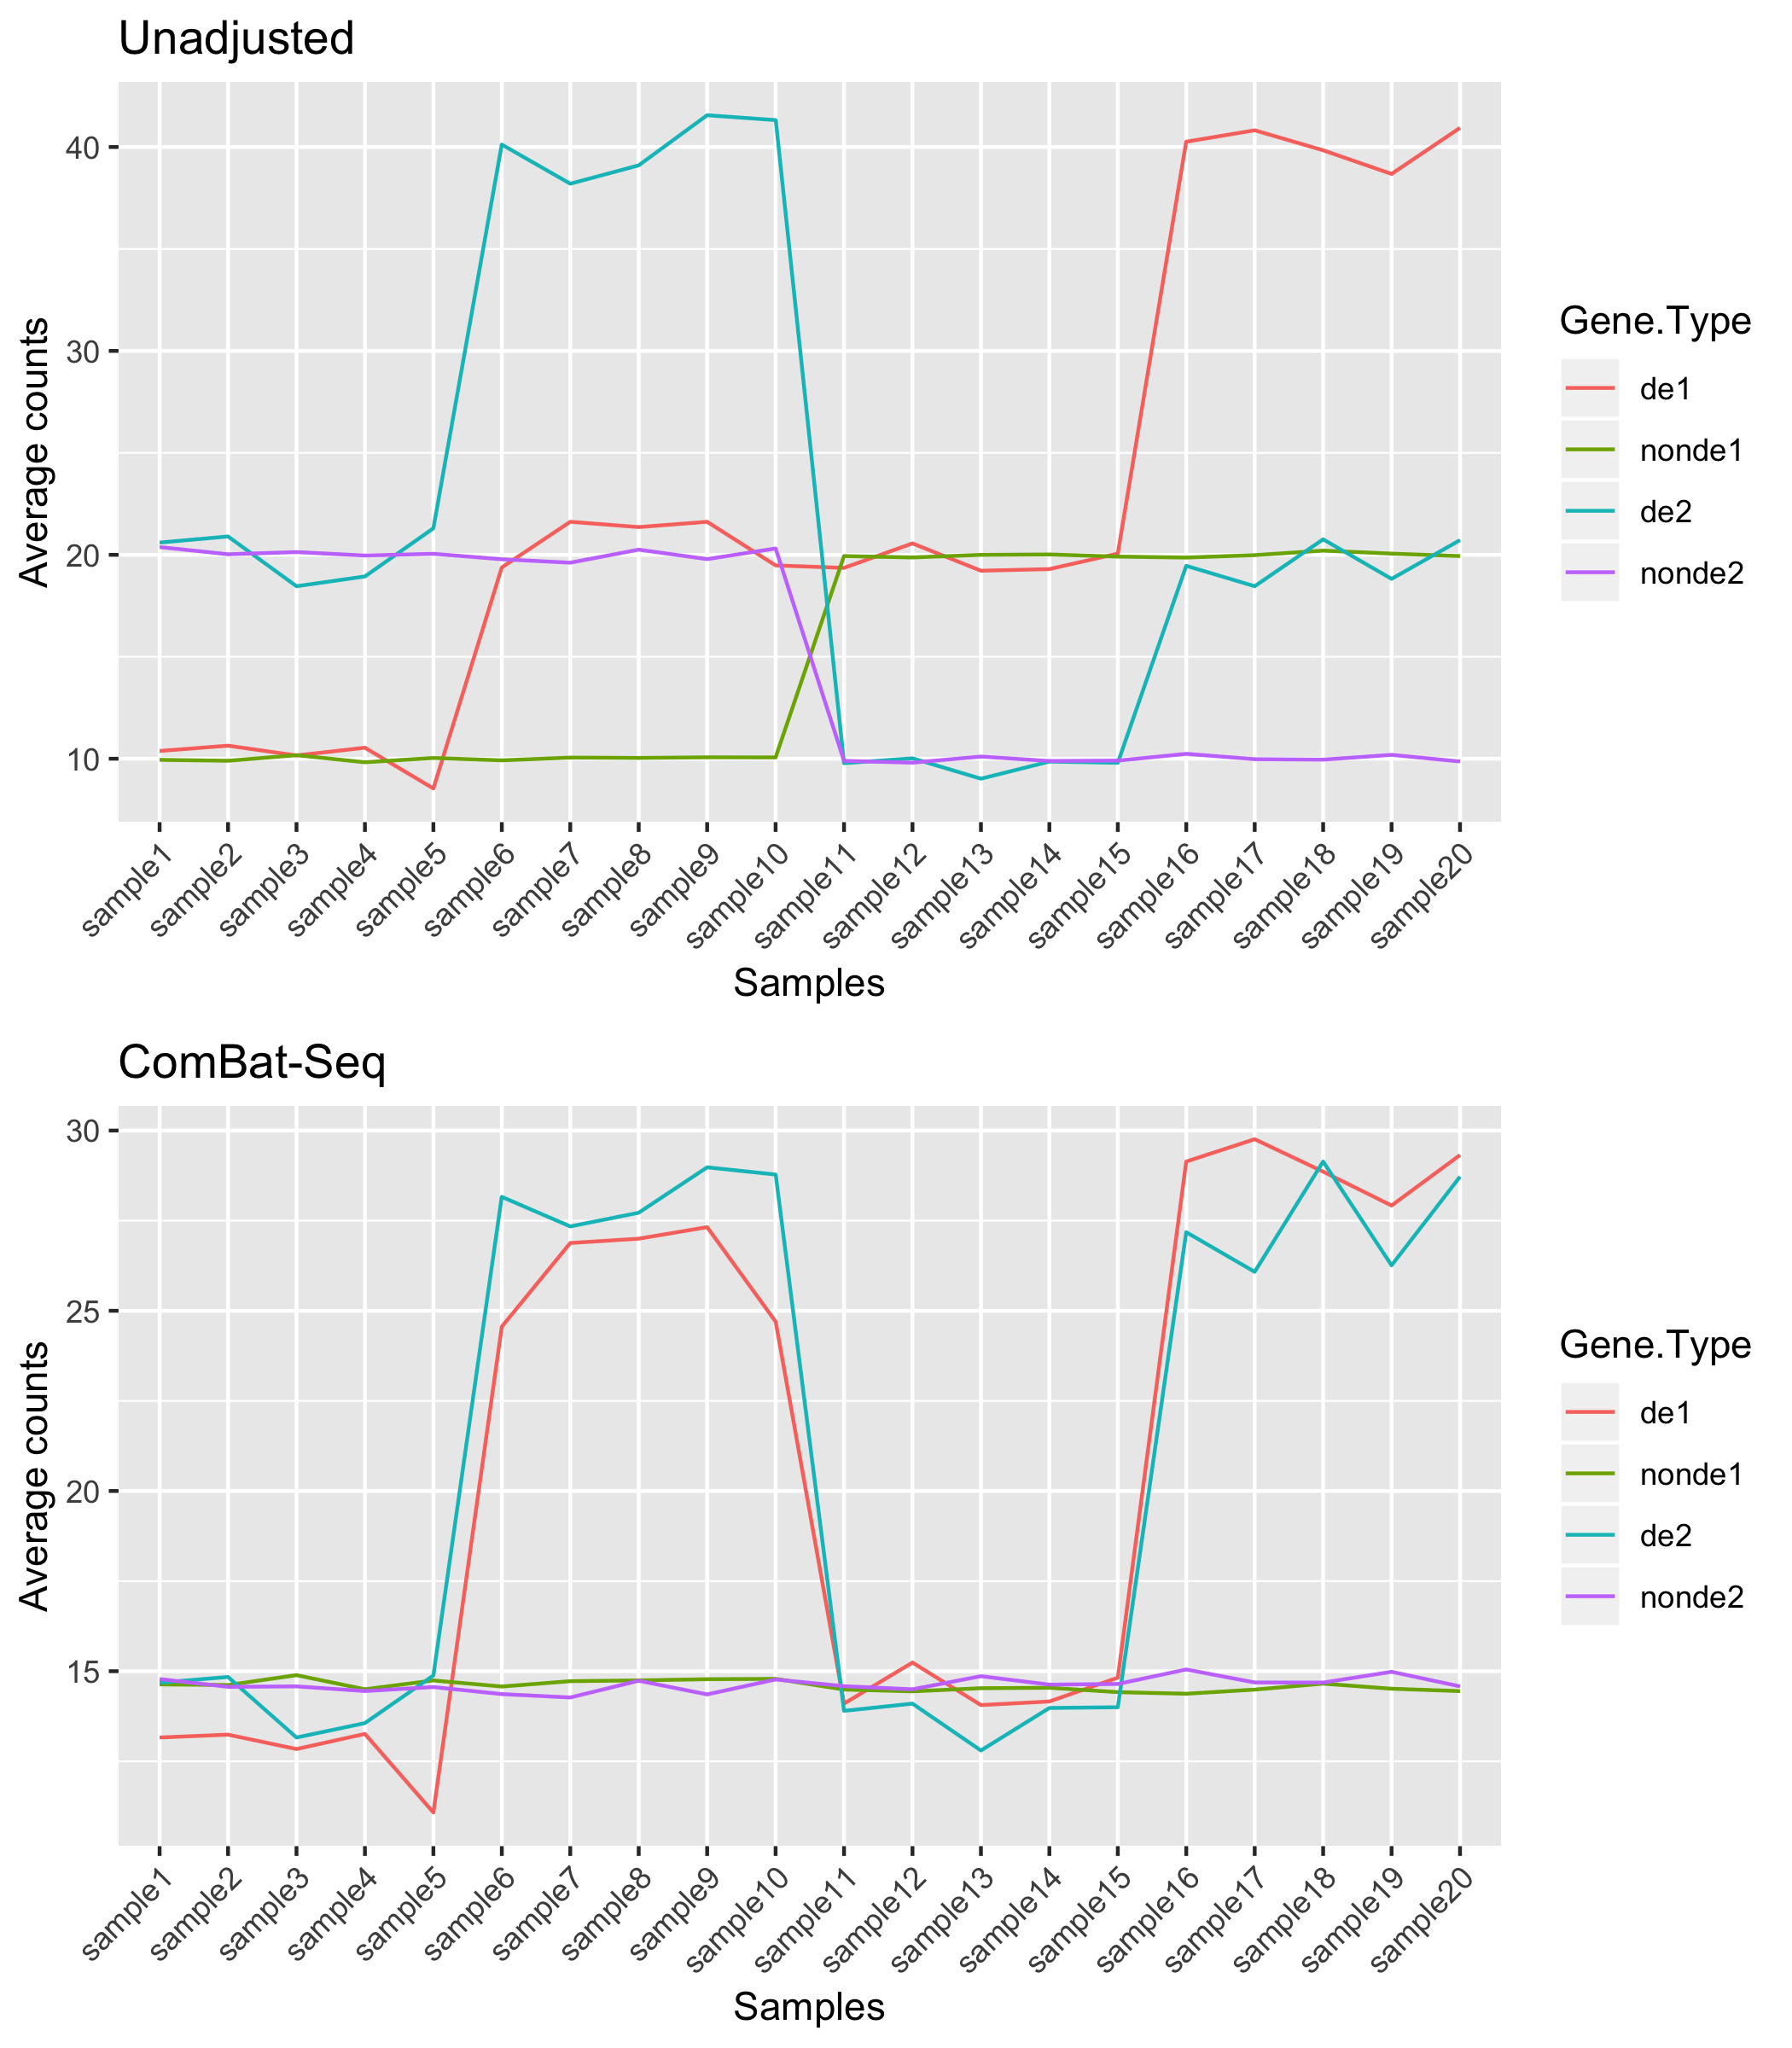 Unadjusted
40
30
20
10
Average counts
sample1
sample2
sample3
sample4
sample5
sample6
sample7
sample8
sample9
sample10
sample11
sample12
sample13
sample14
sample15
sample16
sample17
sample18
sample19
sample20
Samples
Gene.Type
de1
nonde1
de2
nonde2
ComBat-Seq
30
25
20
15
Average counts
sample1
sample2
sample3
sample4
sample5
sample6
sample7
sample8
sample9
sample10
sample11
sample12
sample13
sample14
sample15
sample16
sample17
sample18
sample19
sample20
Samples
Gene.Type
de1
nonde1
de2
nonde2